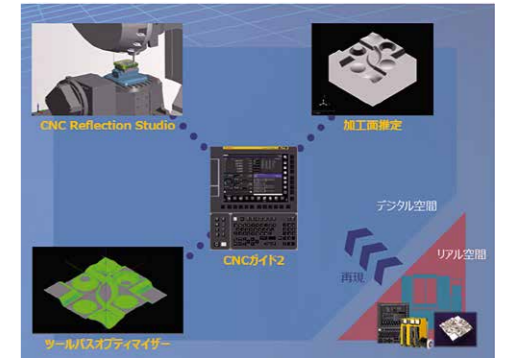 CNC Reflection Studio
加工面推定
CNCガイド2
デジタル空間
リアル空間
再現
ツールパスオプティマイザー